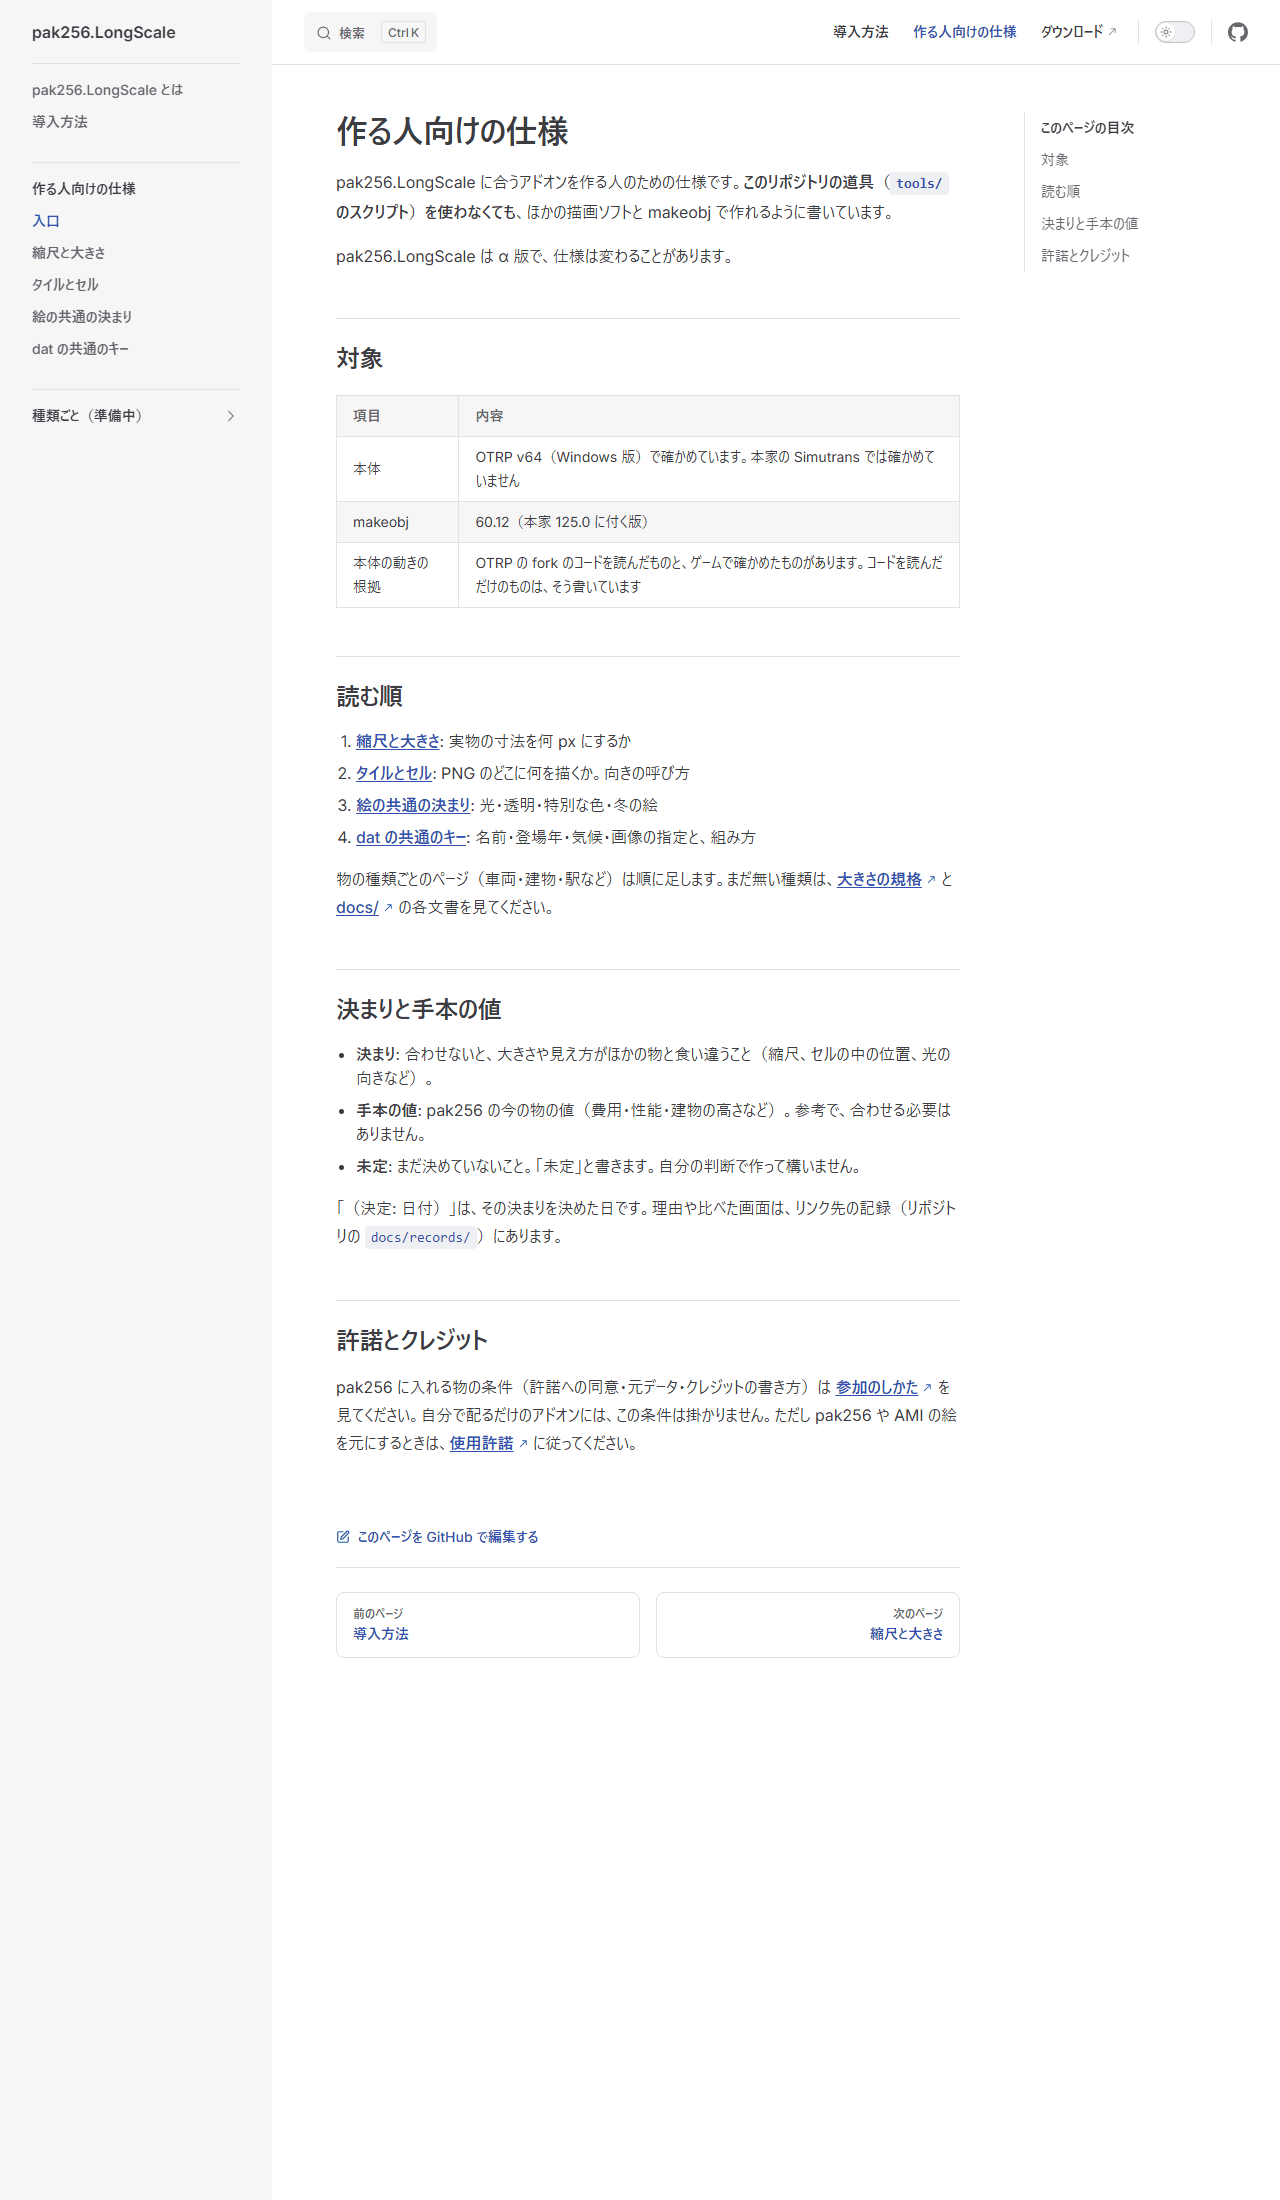 pak256.LongScale
検索 Ctrl K
導入方法
作る人向けの仕様
ダウンロード
pak256.LongScale とは
導入方法
作る人向けの仕様
入口
縮尺と大きさ
タイルとセル
絵の共通の決まり
dat の共通のキー
種類ごと（準備中）
作る人向けの仕様
pak256.LongScale に合うアドオンを作る人のための仕様です。このリポジトリの道具（tools/
のスクリプト）を使わなくても、ほかの描画ソフトと makeobj で作れるように書いています。
pak256.LongScale は α 版で、仕様は変わることがあります。
対象
項目 内容
本体 OTRP v64（Windows 版）で確かめています。本家の Simutrans では確かめて
いません
makeobj 60.12（本家 125.0 に付く版）
本体の動きの
根拠
OTRP の fork のコードを読んだものと、ゲームで確かめたものがあります。コードを読んだ
だけのものは、そう書いています
読む順
1. 縮尺と大きさ: 実物の寸法を何 px にするか
2. タイルとセル: PNG のどこに何を描くか。向きの呼び方
3. 絵の共通の決まり: 光・透明・特別な色・冬の絵
4. dat の共通のキー: 名前・登場年・気候・画像の指定と、組み方
物の種類ごとのページ（車両・建物・駅など）は順に足します。まだ無い種類は、大きさの規格 と
docs/ の各文書を見てください。
決まりと手本の値
• 決まり: 合わせないと、大きさや見え方がほかの物と食い違うこと（縮尺、セルの中の位置、光の
向きなど）。
• 手本の値: pak256 の今の物の値（費用・性能・建物の高さなど）。参考で、合わせる必要は
ありません。
• 未定: まだ決めていないこと。「未定」と書きます。自分の判断で作って構いません。
「（決定: 日付）」は、その決まりを決めた日です。理由や比べた画面は、リンク先の記録（リポジト
リの docs/records/）にあります。
許諾とクレジット
pak256 に入れる物の条件（許諾への同意・元データ・クレジットの書き方）は 参加のしかた を
見てください。自分で配るだけのアドオンには、この条件は掛かりません。ただし pak256 や AMI の絵
を元にするときは、使用許諾 に従ってください。
このページを GitHub で編集する
前のページ
導入方法
次のページ
縮尺と大きさ
このページの目次
対象
読む順
決まりと手本の値
許諾とクレジット